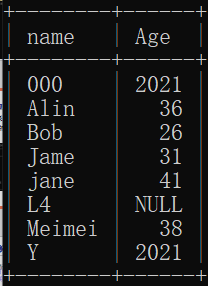 name Age
000 2021
Alin 36
Bob 26
Jame 31
jane 41
L4 NULL
Meimei 38
Y 2021